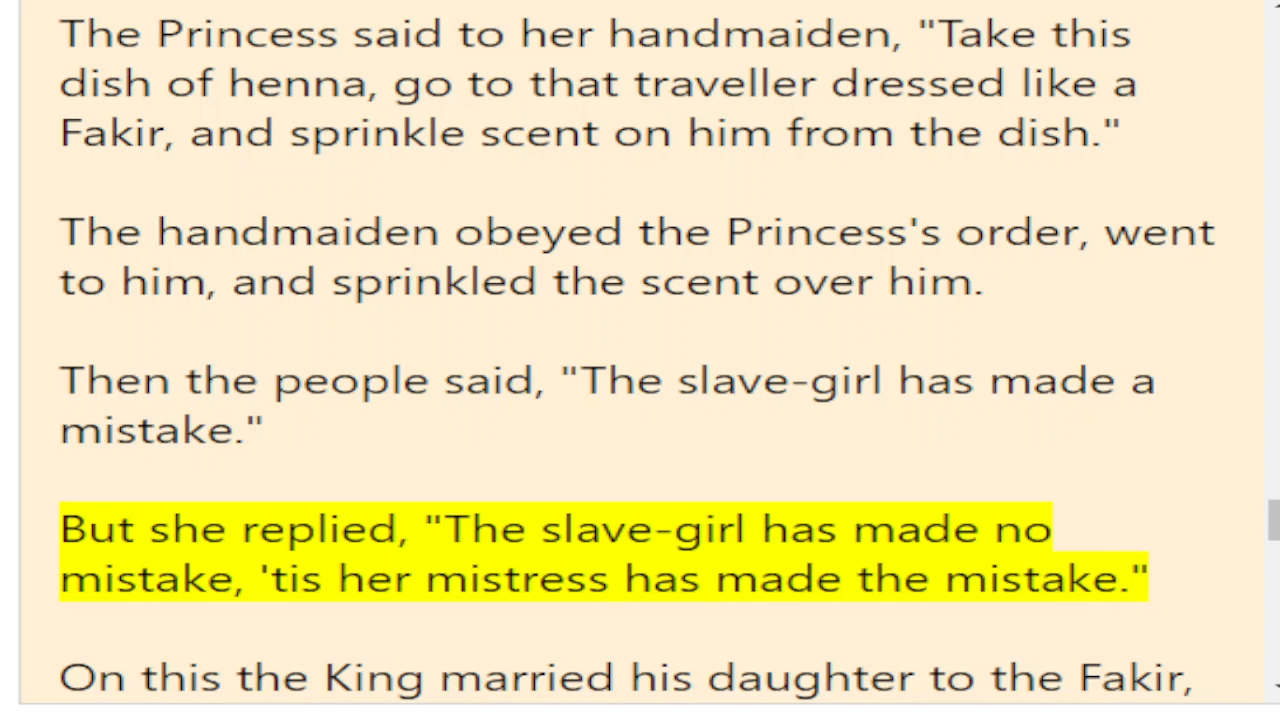 The Princess said to her handmaiden, "Take this
dish of henna, go to that traveller dressed like a
Fakir, and sprinkle scent on him from the dish."
The handmaiden obeyed the Princess's order, went
to him, and sprinkled the scent over him.
Then the people said, "The slave-girl has made a
mistake."
But she replied, "The slave-girl has made no
mistake, 'tis her mistress has made the mistake."
On this the King married his daughter to the Fakir,